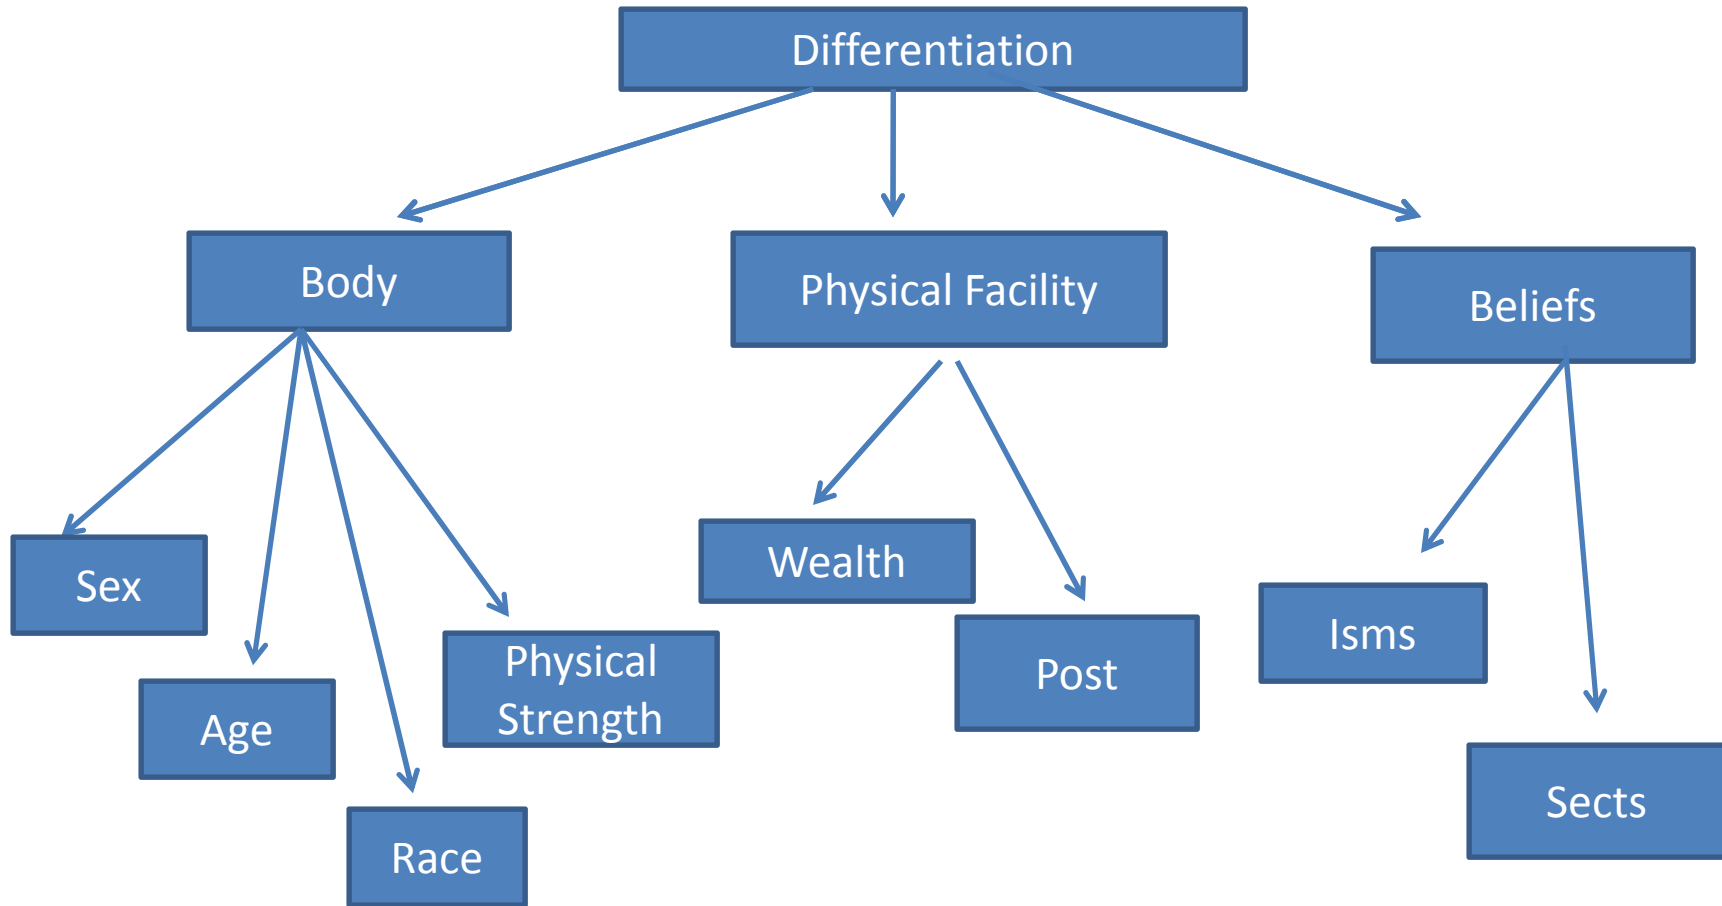 Differentiation
Body
Physical Facility
Beliefs
Sex
Age
Race
Physical
Strength
Wealth
Post
Isms
Sects